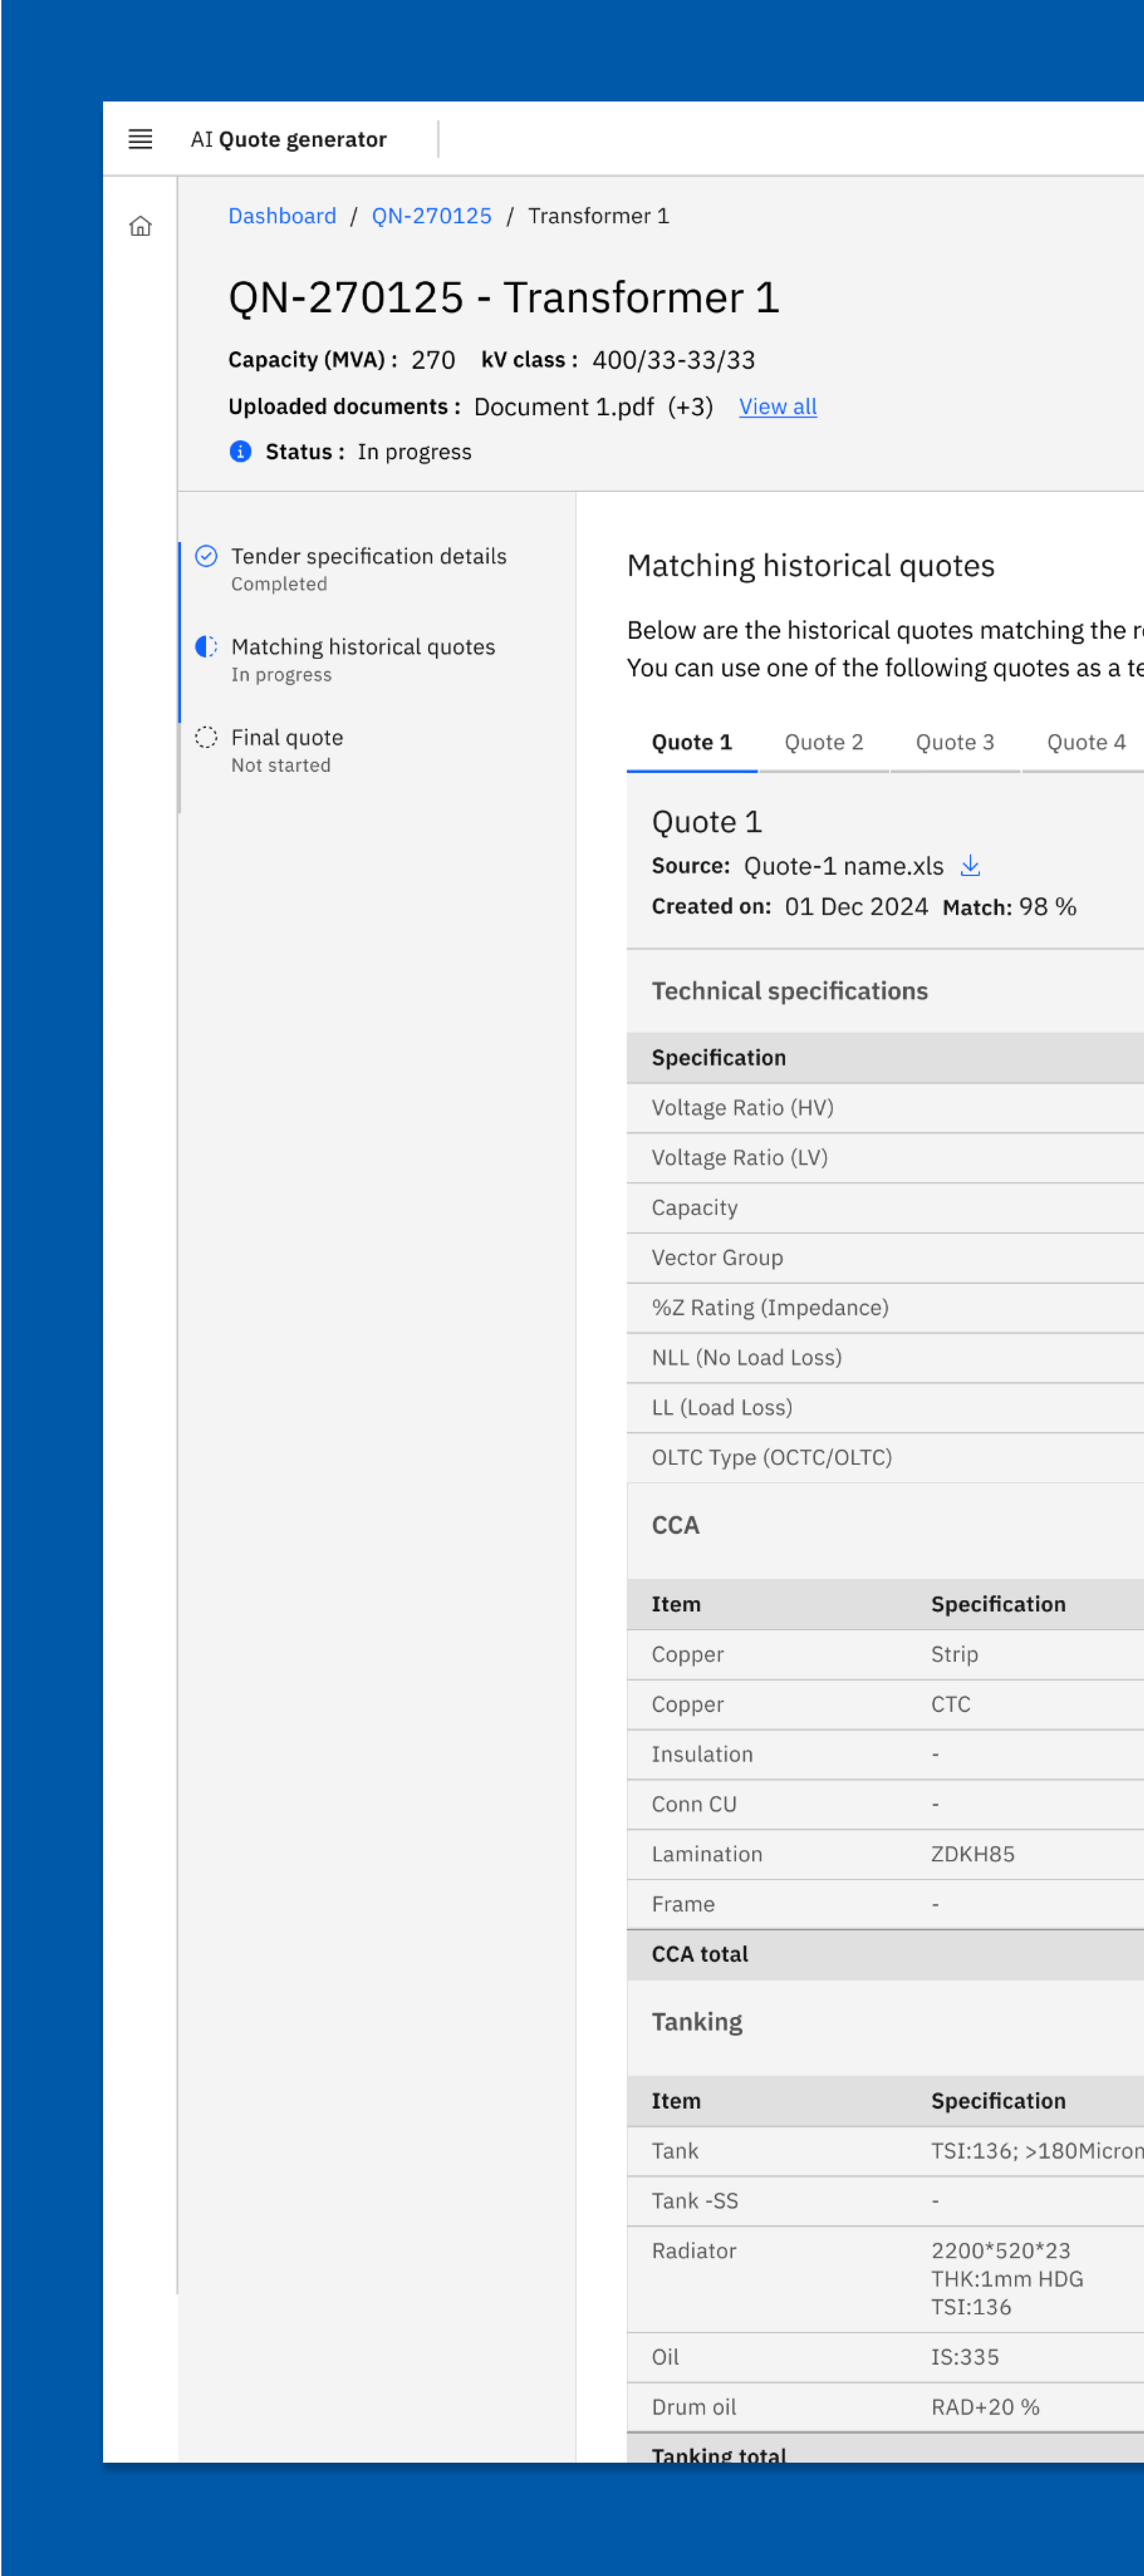 AI Quote generator
Dashboard / QN-270125 / Transformer 1
QN-270125 - Transformer 1
Capacity (MVA) : 270 kV class : 400/33-33/33
Uploaded documents : Document 1.pdf (+3) View all
Status : In progress
Tender specification details
Completed
Matching historical quotes
In progress
Final quote
Not started
Matching historical quotes
Below are the historical quotes matching the
You can use one of the following quotes as a
Quote 1 Quote 2 Quote 3 Quote 4
Quote 1
Source: Quote-1 name.xls
Created on: 01 Dec 2024 Match: 98 %
Technical specifications
Specification
Voltage Ratio (HV)
Voltage Ratio (LV)
Capacity
Vector Group
%Z Rating (Impedance)
NLL (No Load Loss)
LL (Load Loss)
OLTC Type (OCTC/OLTC)
CCA
Item Specification
Copper Strip
Copper CTC
Insulation -
Conn CU -
Lamination ZDKH85
Frame -
CCA total
Tanking
Item Specification
Tank TSI:136; >180Micron
Tank -SS -
Radiator 2200*520*23
THK:1mm HDG
TSI:136
Oil IS:335
Drum oil RAD+20 %
Tanking total